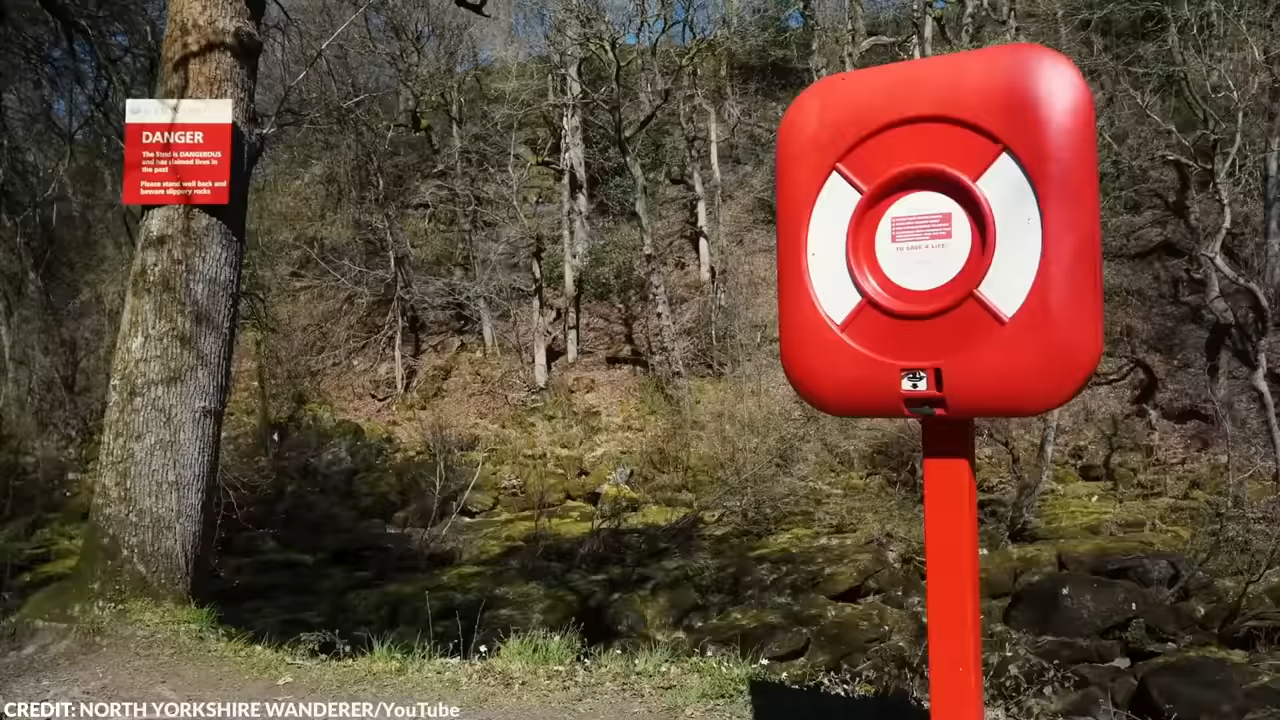 DANGER
The Strid is DANGEROUS
and has claimed lives in
the past
Please stand well back and
beware slippery rocks
TO SAVE A LIFE!
CREDIT: NORTH YORKSHIRE WANDERER/YouTube